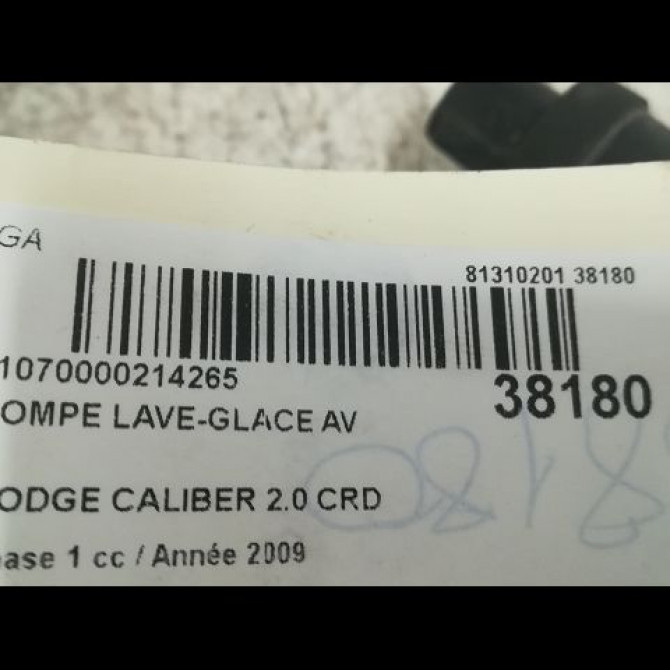 GA
81310201 38180
1070000214265
38180
OMPE LAVE-GLACE AV
ODGE CALIBER 2.0 CRD
ase 1 cc / Année 2009